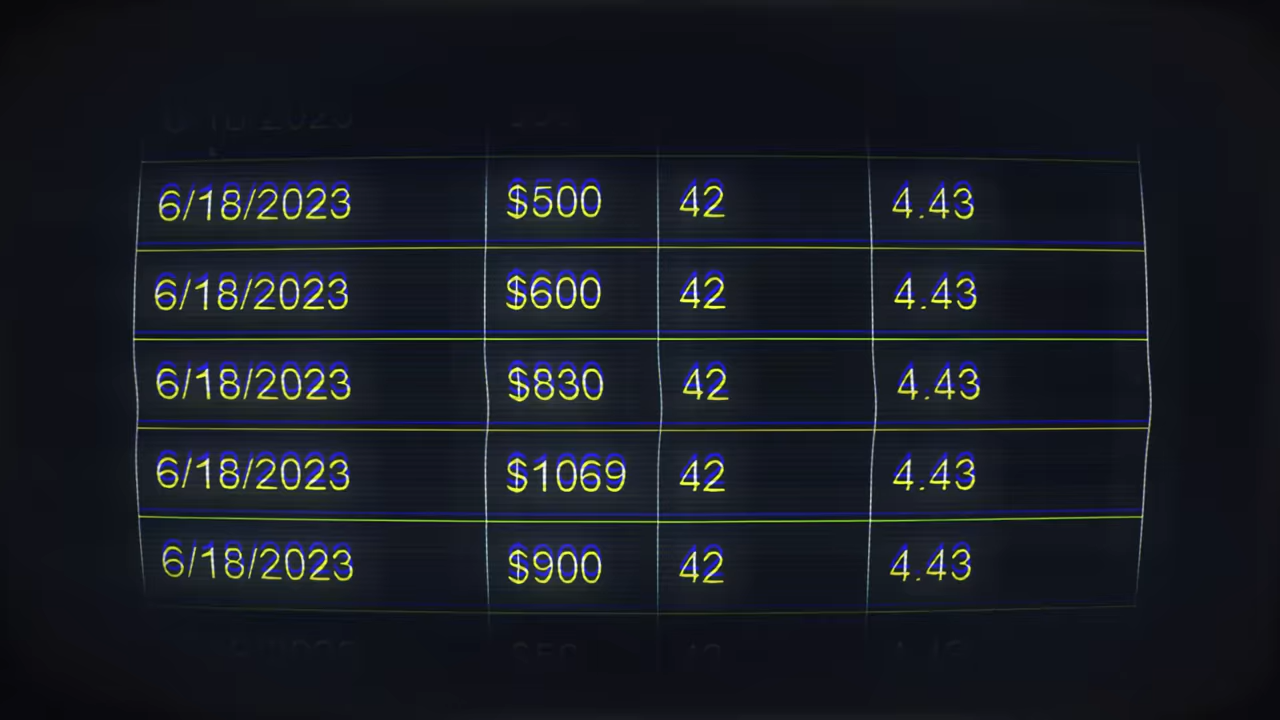 6/18/2023 $500 42 4.43
6/18/2023 $600 42 4.43
6/18/2023 $830 42 4.43
6/18/2023 $1069 42 4.43
6/18/2023 $900 42 4.43